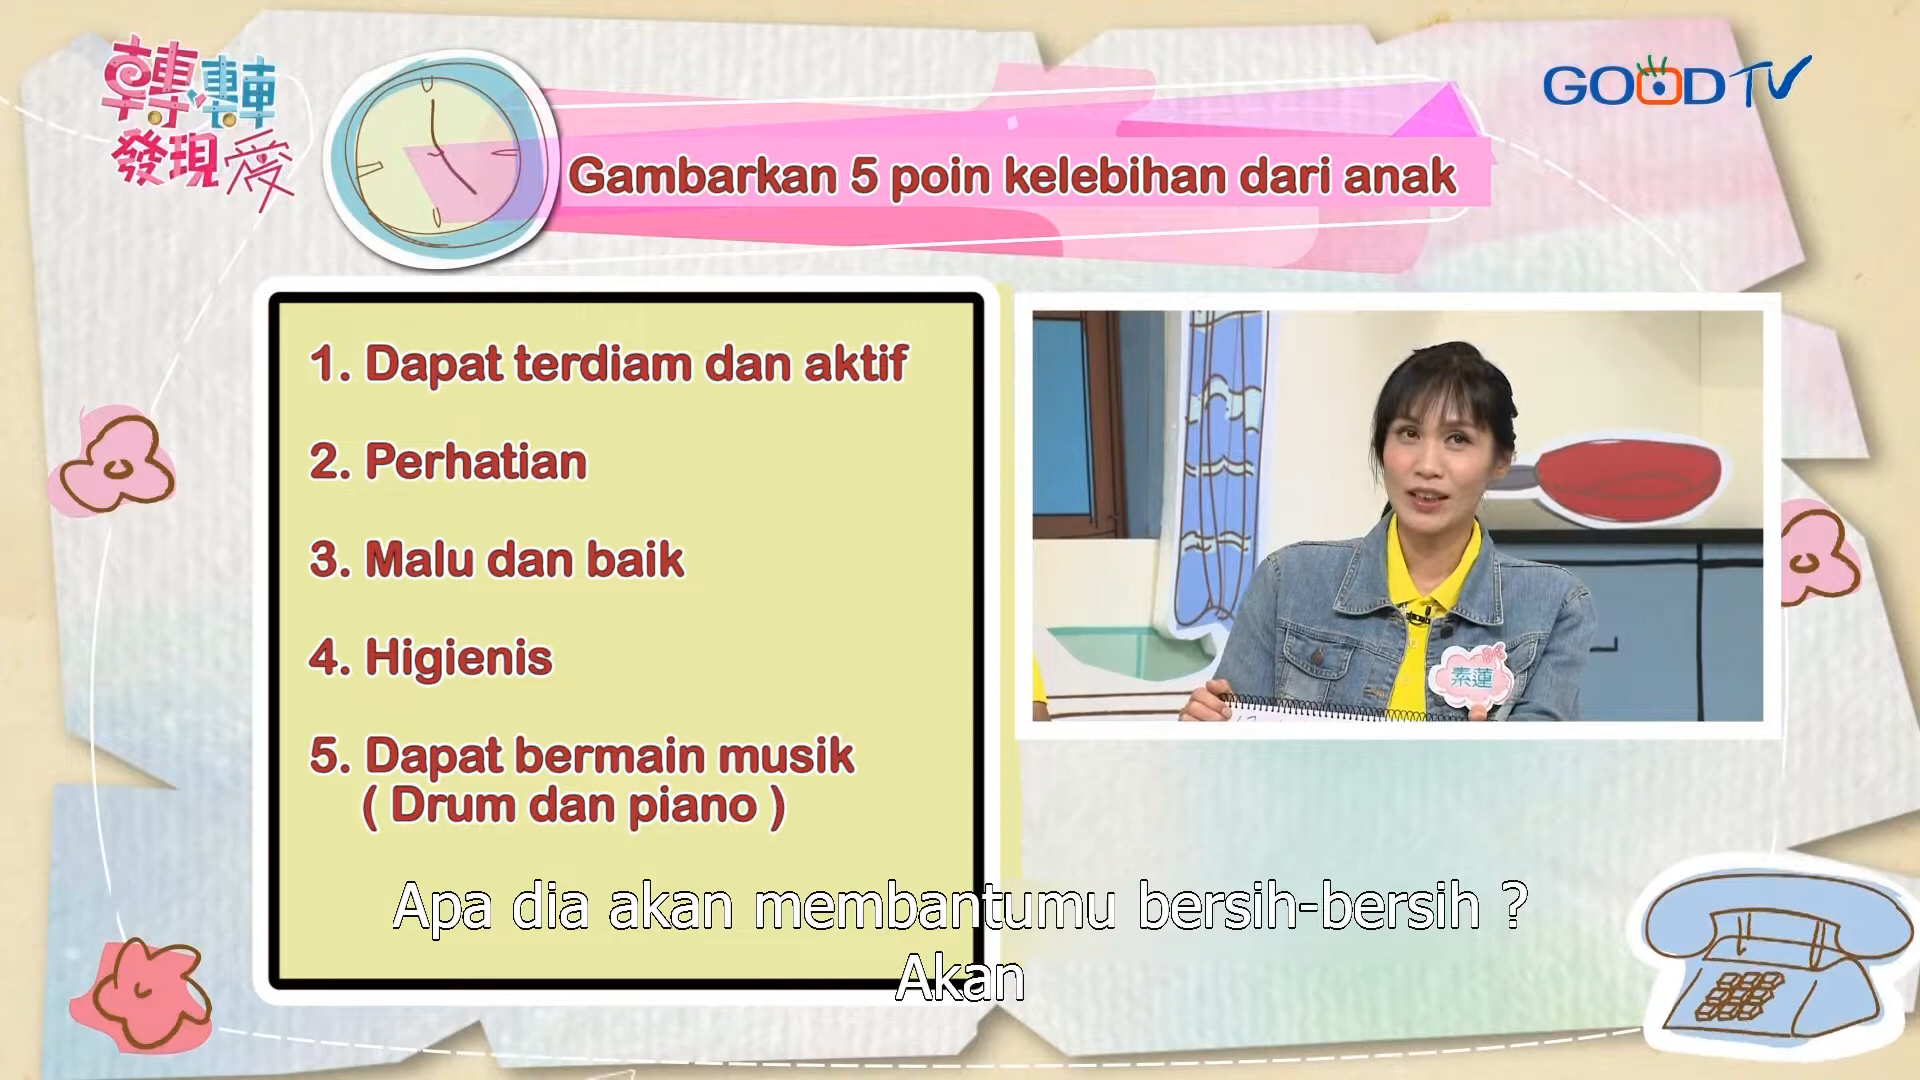 轉轉
發現愛
GOOD TV
Gambarkan 5 poin kelebihan dari anak
1. Dapat terdiam dan aktif
2. Perhatian
3. Malu dan baik
4. Higienis
5. Dapat bermain musik
( Drum dan piano )
素蓮
Apa dia akan membantumu bersih-bersih ?
Akan